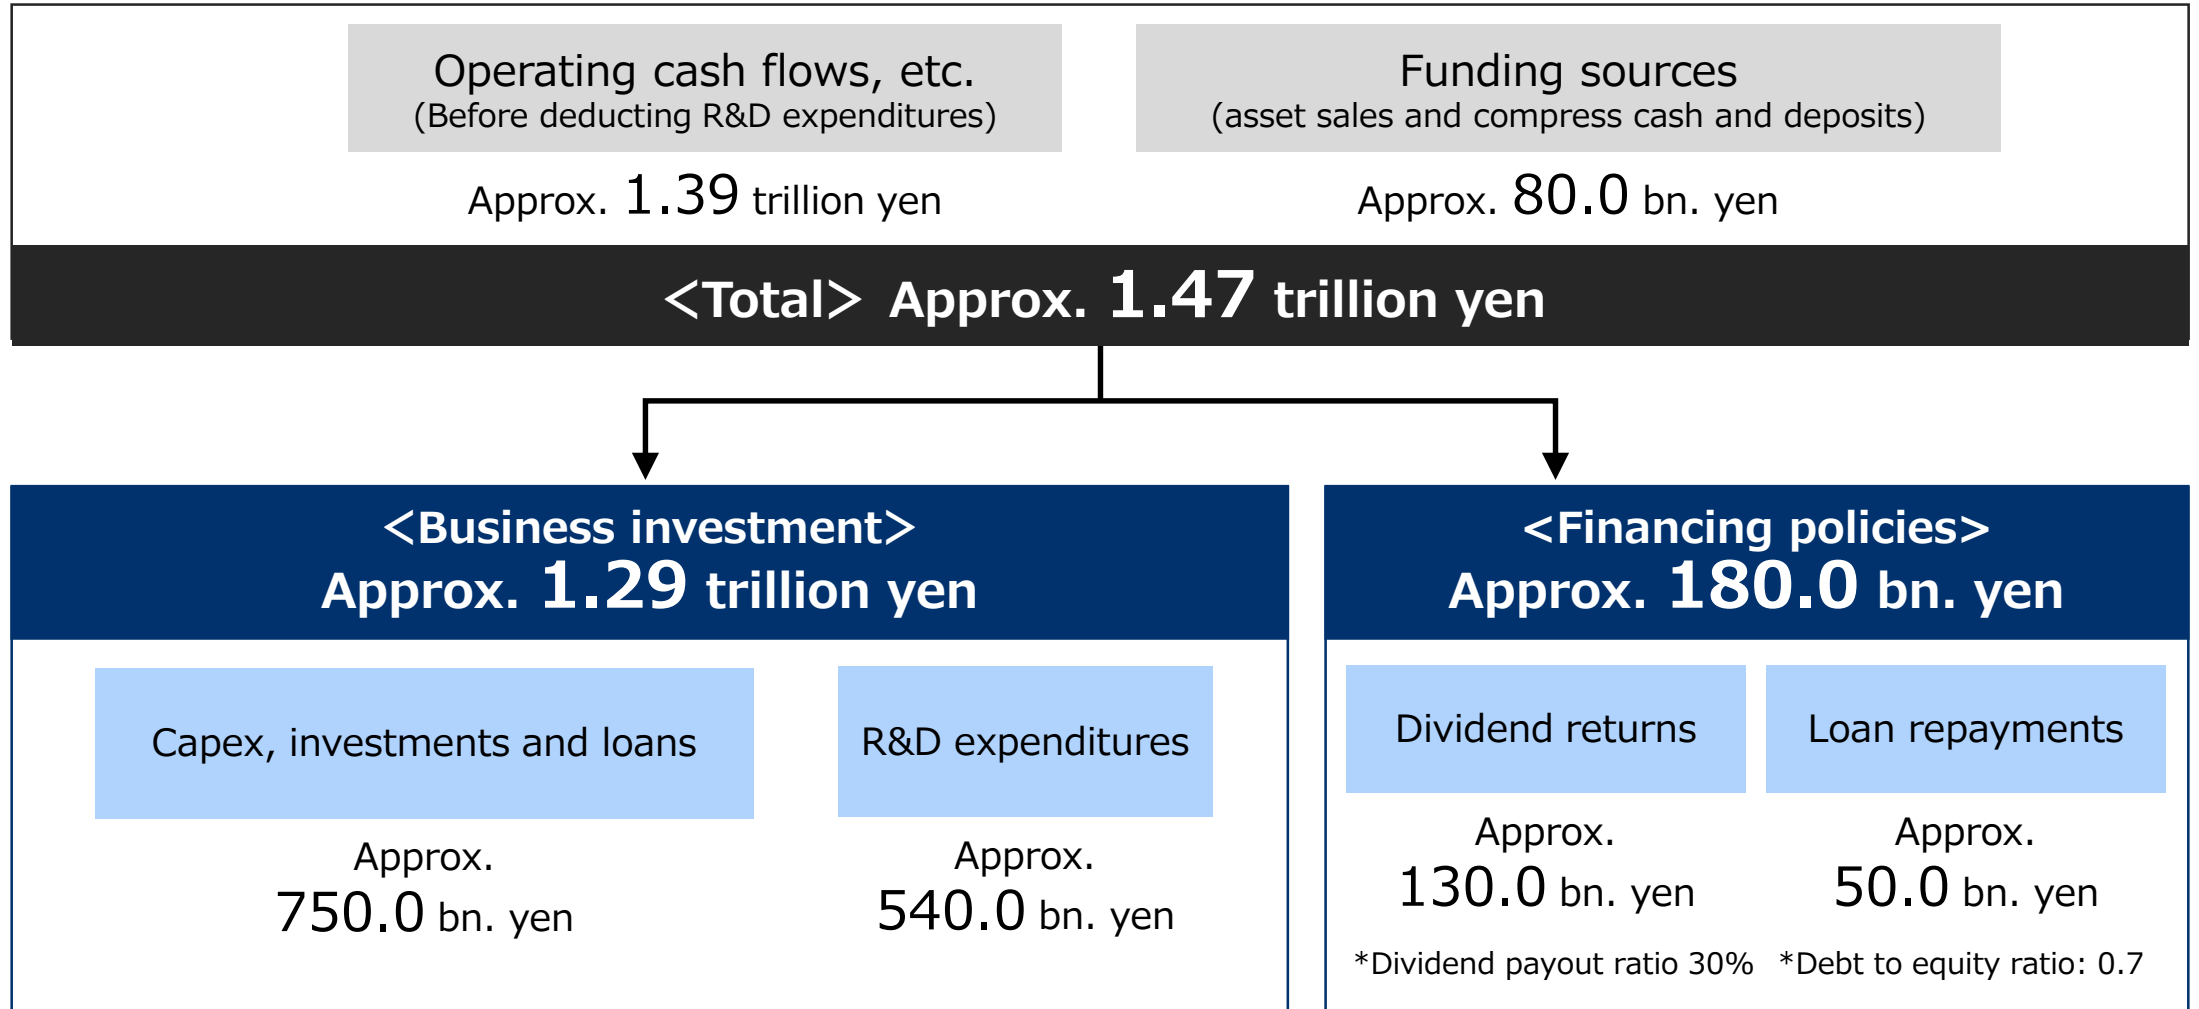 Operating cash flows, etc.
(Before deducting R&D expenditures)
Approx. 1.39 trillion yen
Funding sources
(asset sales and compress cash and deposits)
Approx. 80.0 bn. yen
<Total> Approx. 1.47 trillion yen
<Business investment>
Approx. 1.29 trillion yen
Capex, investments and loans
Approx.
750.0 bn. yen
R&D expenditures
Approx.
540.0 bn. yen
<Financing policies>
Approx. 180.0 bn. yen
Dividend returns
Approx.
130.0 bn. yen
*Dividend payout ratio 30%
Loan repayments
Approx.
50.0 bn. yen
*Debt to equity ratio: 0.7